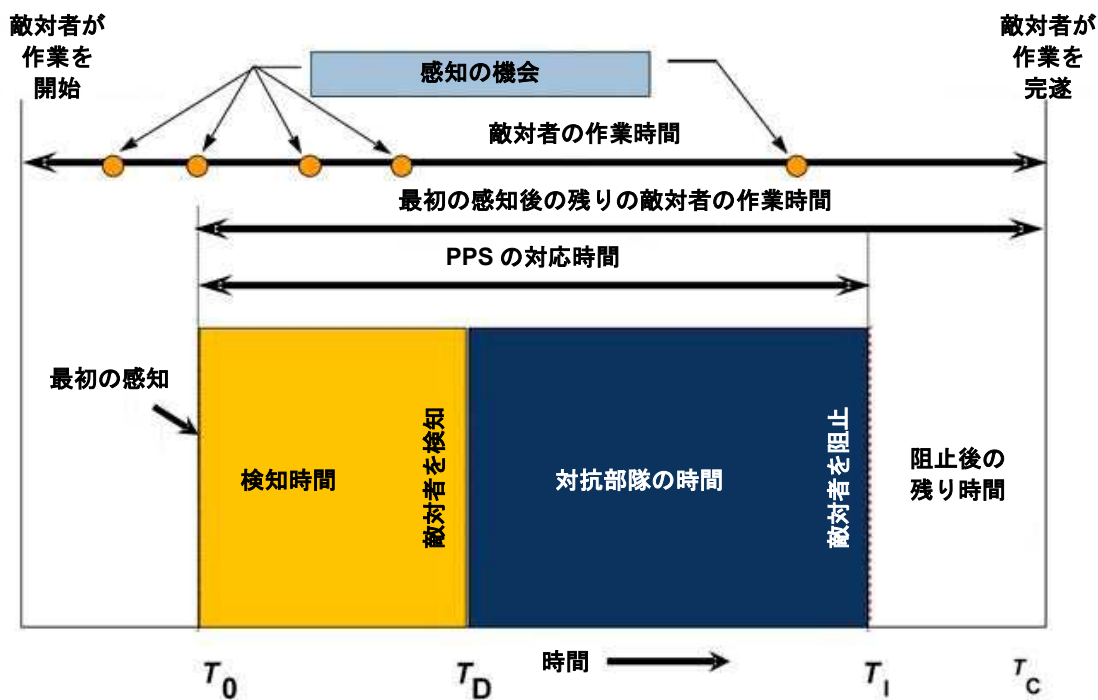 敵対者が
作業を
開始
敵対者が
作業を
完遂
感知の機会
敵対者の作業時間
最初の感知後の残りの敵対者の作業時間
PPS の対応時間
最初の感知
検知時間
敵対者を検知
対抗部隊の時間
敵対者を阻止
阻止後の
残り時間
T0
TD
時間
TI
TC